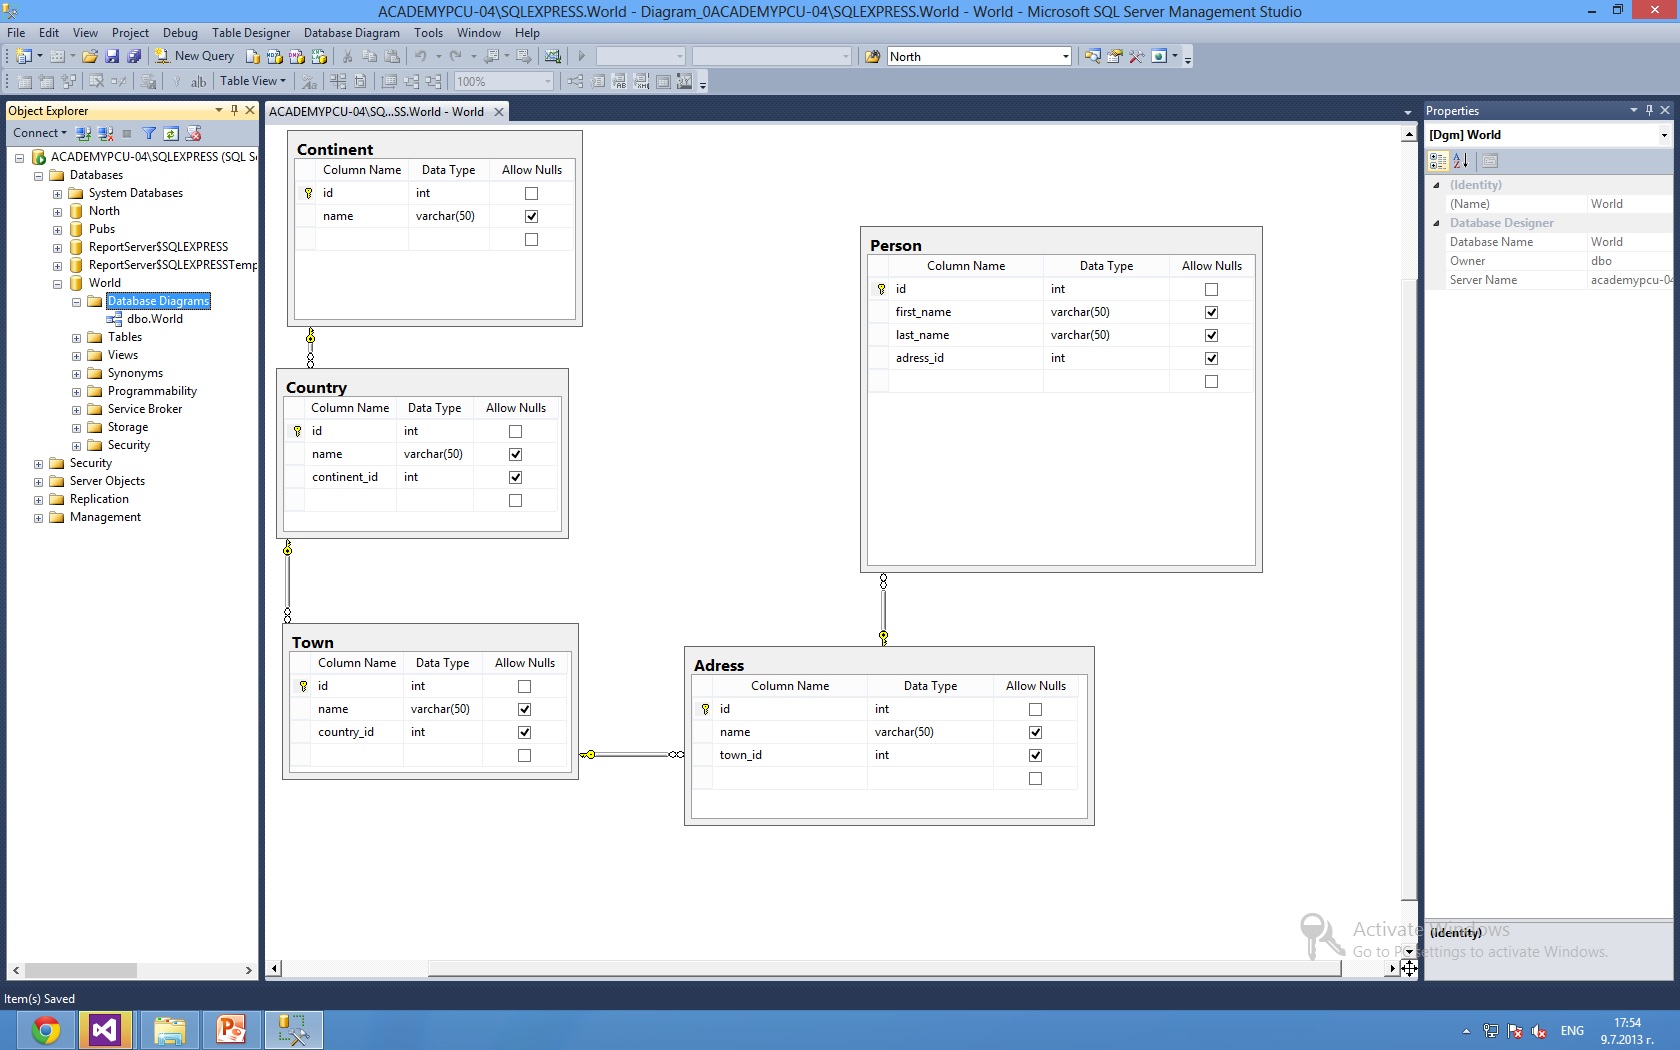 ACADEMYPCU-04\SQLEXPRESS.World - Diagram_0ACADEMYPCU-04\SQLEXPRESS.World - World - Microsoft SQL Server Management Studio
File Edit View Project Debug Table Designer Database Diagram Tools Window Help
New Query North
Table View 100%
Object Explorer
Connect
ACADEMYPCU-04\SQLEXPRESS (SQL S
Databases
System Databases
North
Pubs
ReportServer$SQLEXPRESS
ReportServer$SQLEXPRESSTemp
World
Database Diagrams
dbo.World
Tables
Views
Synonyms
Programmability
Service Broker
Storage
Security
Security
Server Objects
Replication
Management
ACADEMYPCU-04\SQ...SS.World - World
Continent
Column Name Data Type Allow Nulls
id int
name varchar(50)
Country
Column Name Data Type Allow Nulls
id int
name varchar(50)
continent_id int
Town
Column Name Data Type Allow Nulls
id int
name varchar(50)
country_id int
Person
Column Name Data Type Allow Nulls
id int
first_name varchar(50)
last_name varchar(50)
adress_id int
Adress
Column Name Data Type Allow Nulls
id int
name varchar(50)
town_id int
Properties
[Dgm] World
(Identity)
(Name) World
Database Designer
Database Name World
Owner dbo
Server Name academypcu-04
(Identity)
Activate Windows
Go to PC settings to activate Windows.
Item(s) Saved
ENG
17:54
9.7.2013 г.